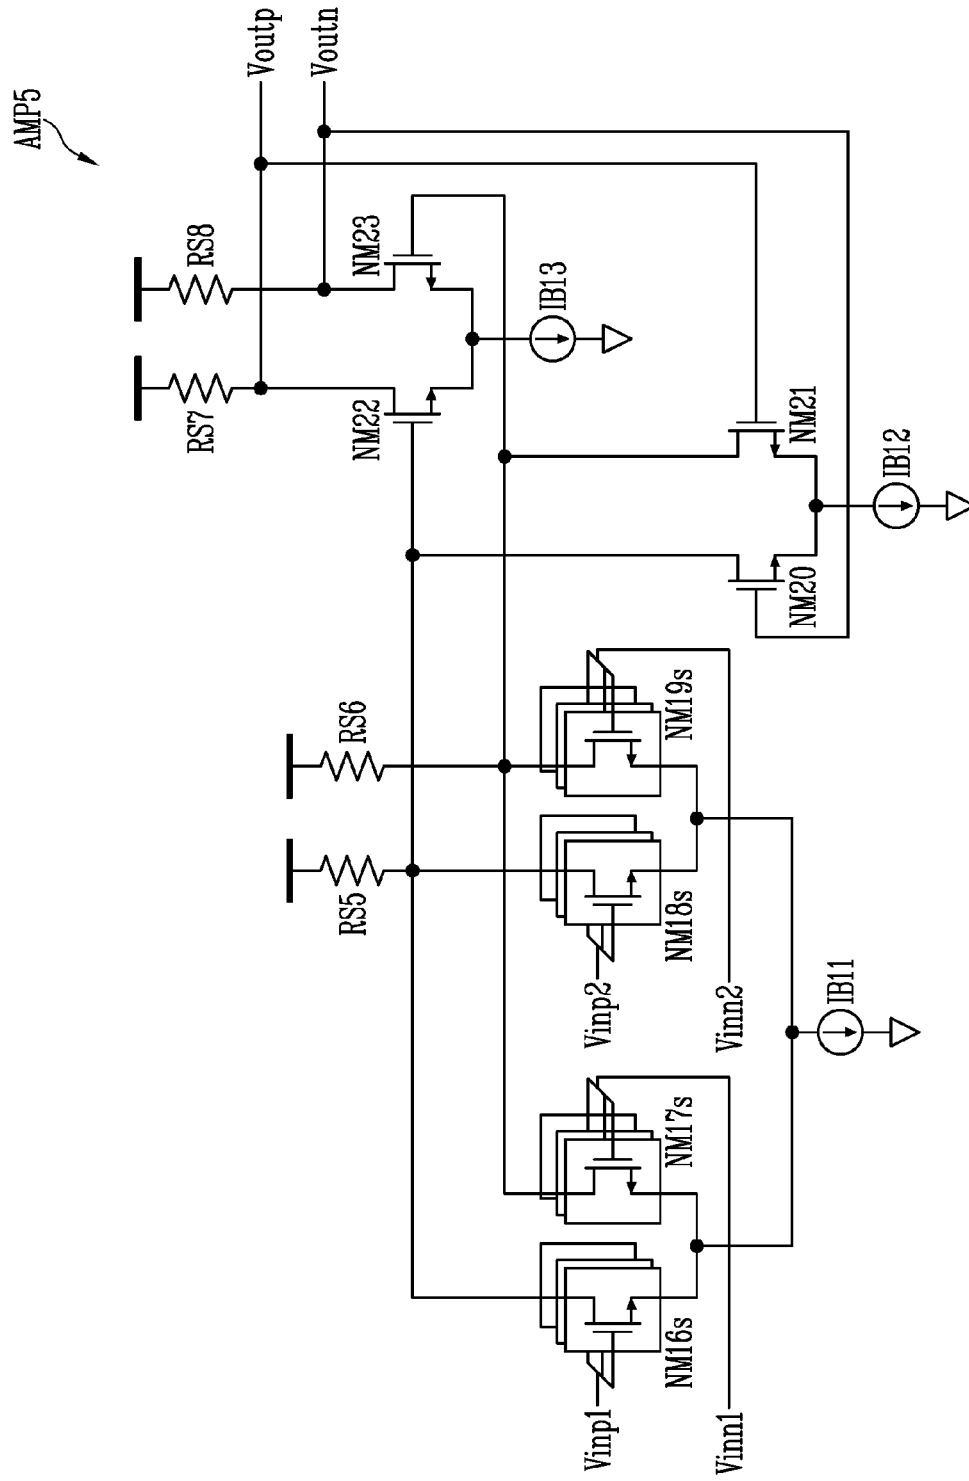 AMP5
Voutp
Voutn
RS7
RS8
NM22
NM23
IB13
RS5
RS6
NM20
NM21
IB12
NM16s
NM17s
NM18s
NM19s
Vinp1
Vinn1
Vinp2
Vinn2
IB11